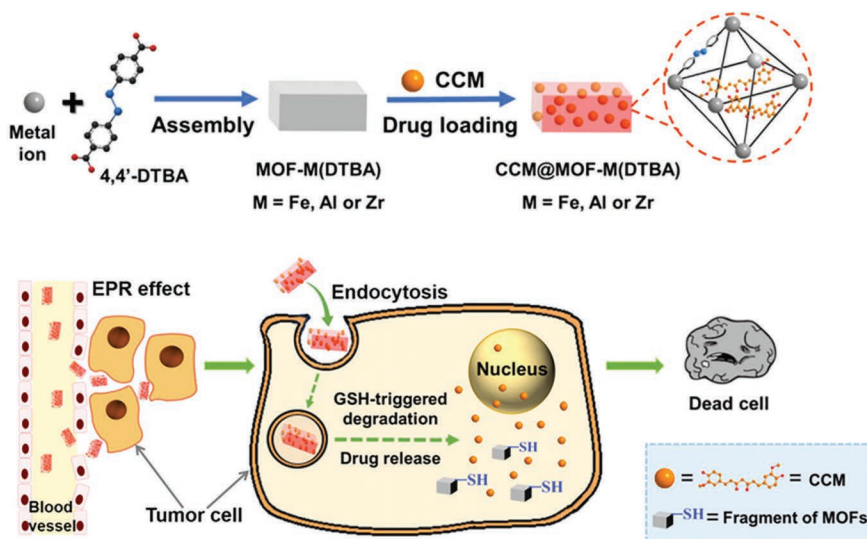 CCM
Metal
ion
4,4'-DTBA
Assembly
Drug loading
MOF-M(DTBA)
M = Fe, Al or Zr
CCM@MOF-M(DTBA)
M = Fe, Al or Zr
EPR effect
Endocytosis
Nucleus
GSH-triggered
degradation
Drug release
-SH
-SH
-SH
Dead cell
Blood
vessel
Tumor cell
= = CCM
-SH = Fragment of MOFs